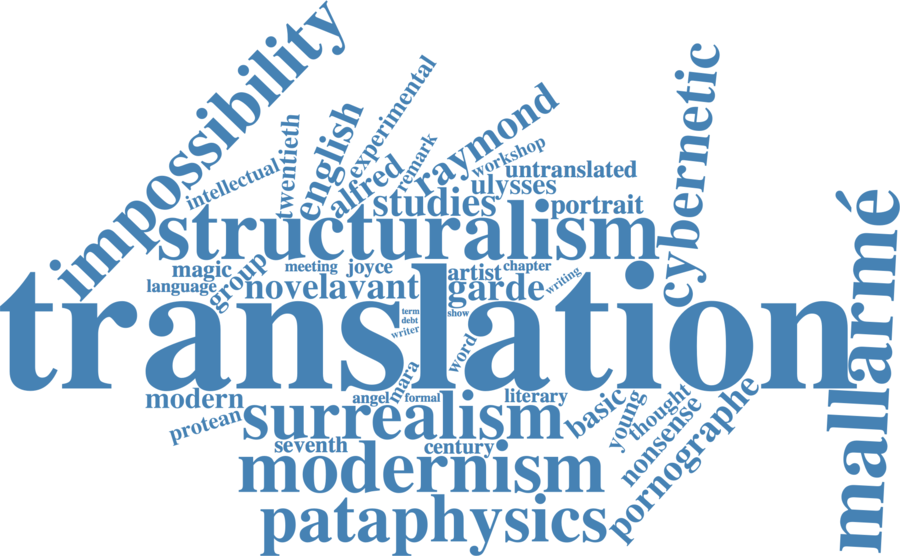 impossibility
intellectual
twentieth
english
experimental
alfred
remark
raymond
workshop
untranslated
ulysses
studies
portrait
cybernetic
structuralism
magic
language
group
meeting
joyce
artist
chapter
novel
avant
garde
writing
mallarmé
translation
term
debt
writer
show
word
mara
modern
protean
angel
formal
literary
surrealism
basic
young
thought
nonsense
pornographe
seventh
century
modernism
pataphysics